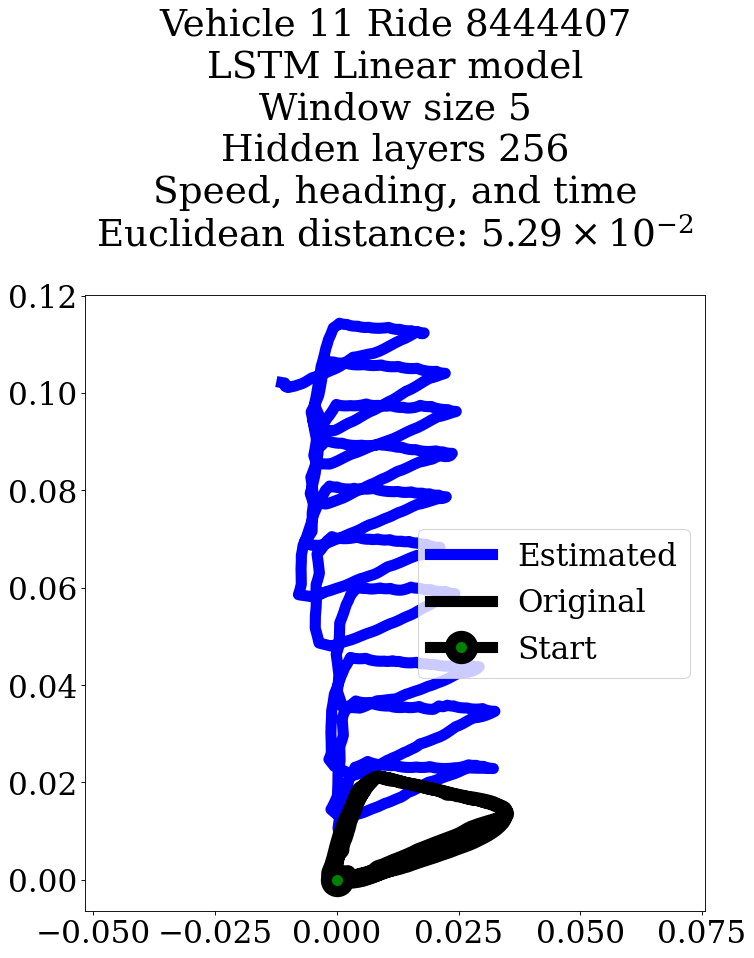 Vehicle 11 Ride 8444407
LSTM Linear model
Window size 5
Hidden layers 256
Speed, heading, and time
Euclidean distance: 5.29 × 10⁻²
0.12
0.10
0.08
0.06
0.04
0.02
0.00
Estimated
Original
Start
−0.050 −0.025 0.000 0.025 0.050 0.075